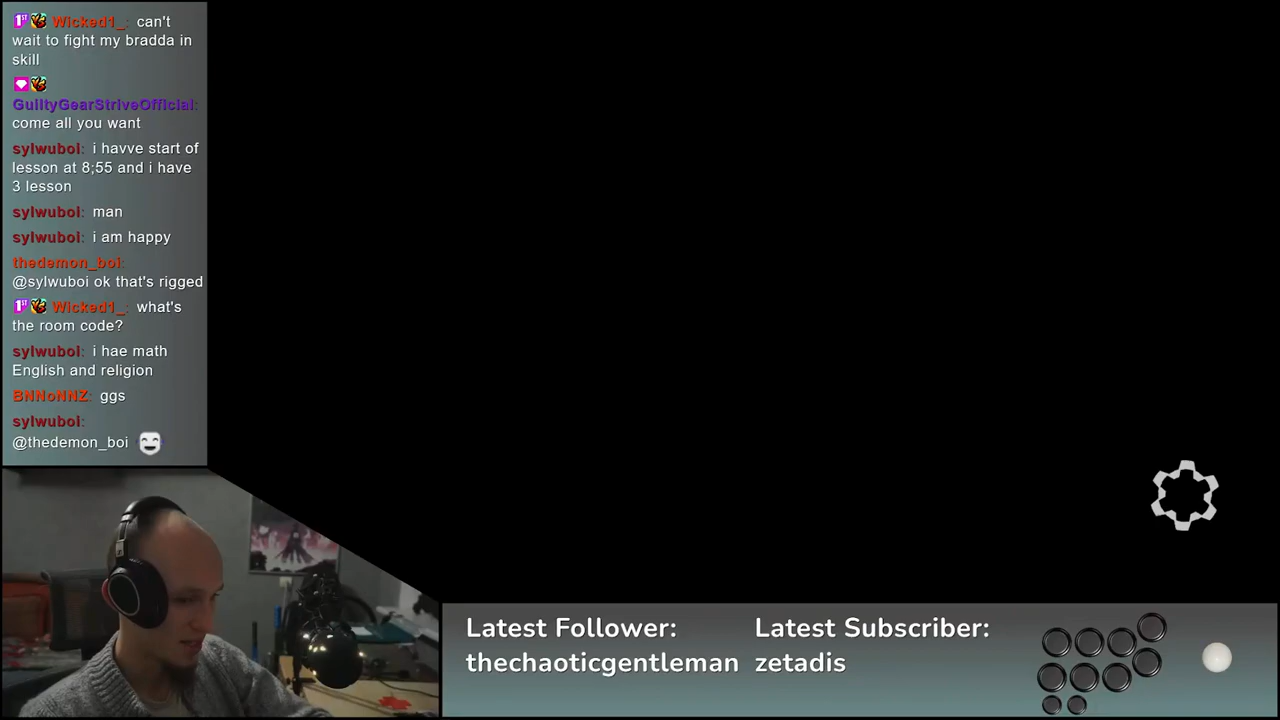 Wicked1_: can't
wait to fight my bradda in
skill
GuiltyGearStriveOfficial:
come all you want
sylwuboi: i havve start of
lesson at 8;55 and i have
3 lesson
sylwuboi: man
sylwuboi: i am happy
thedemon_boi:
@sylwuboi ok that's rigged
Wicked1_: what's
the room code?
sylwuboi: i hae math
English and religion
BNNoNNZ: ggs
sylwuboi:
@thedemon_boi
Latest Follower:
thechaoticgentleman
Latest Subscriber:
zetadis